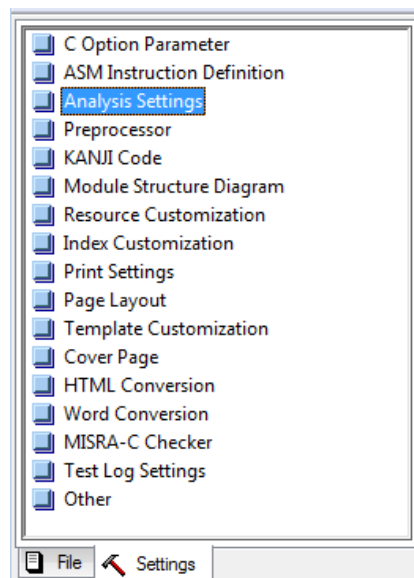 C Option Parameter
ASM Instruction Definition
Analysis Settings
Preprocessor
KANJI Code
Module Structure Diagram
Resource Customization
Index Customization
Print Settings
Page Layout
Template Customization
Cover Page
HTML Conversion
Word Conversion
MISRA-C Checker
Test Log Settings
Other
File Settings